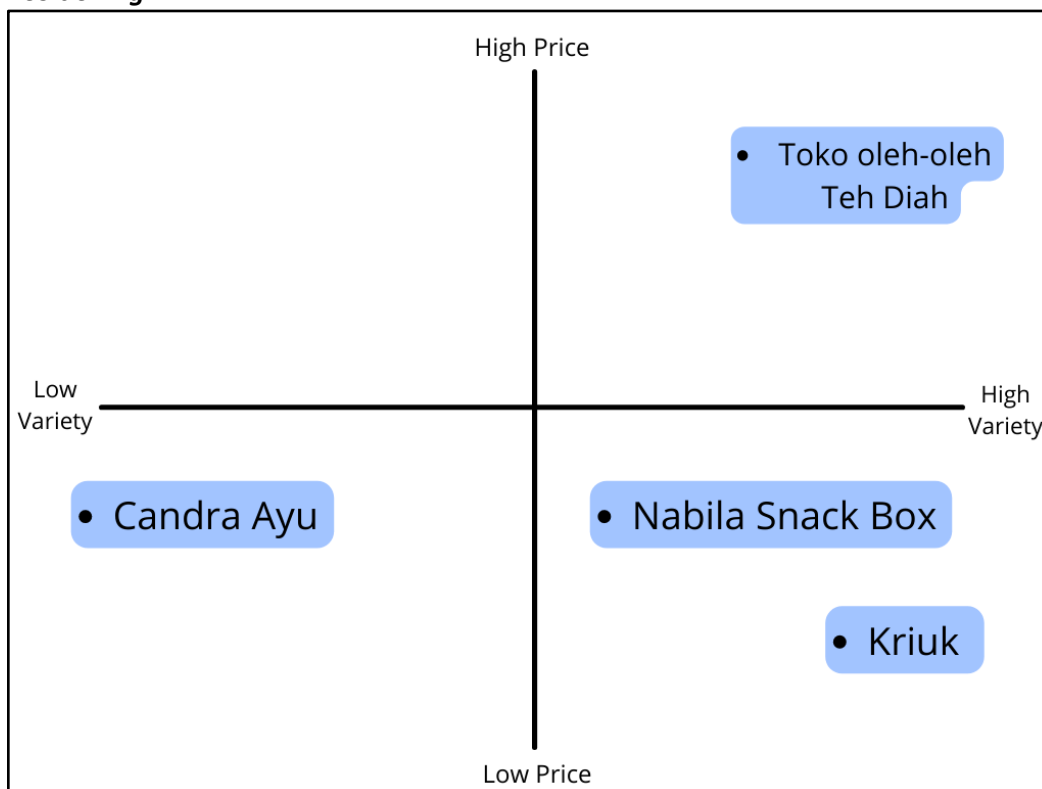 High Price
• Toko oleh-oleh
Teh Diah
Low
Variety
High
Variety
• Candra Ayu
• Nabila Snack Box
• Kriuk
Low Price